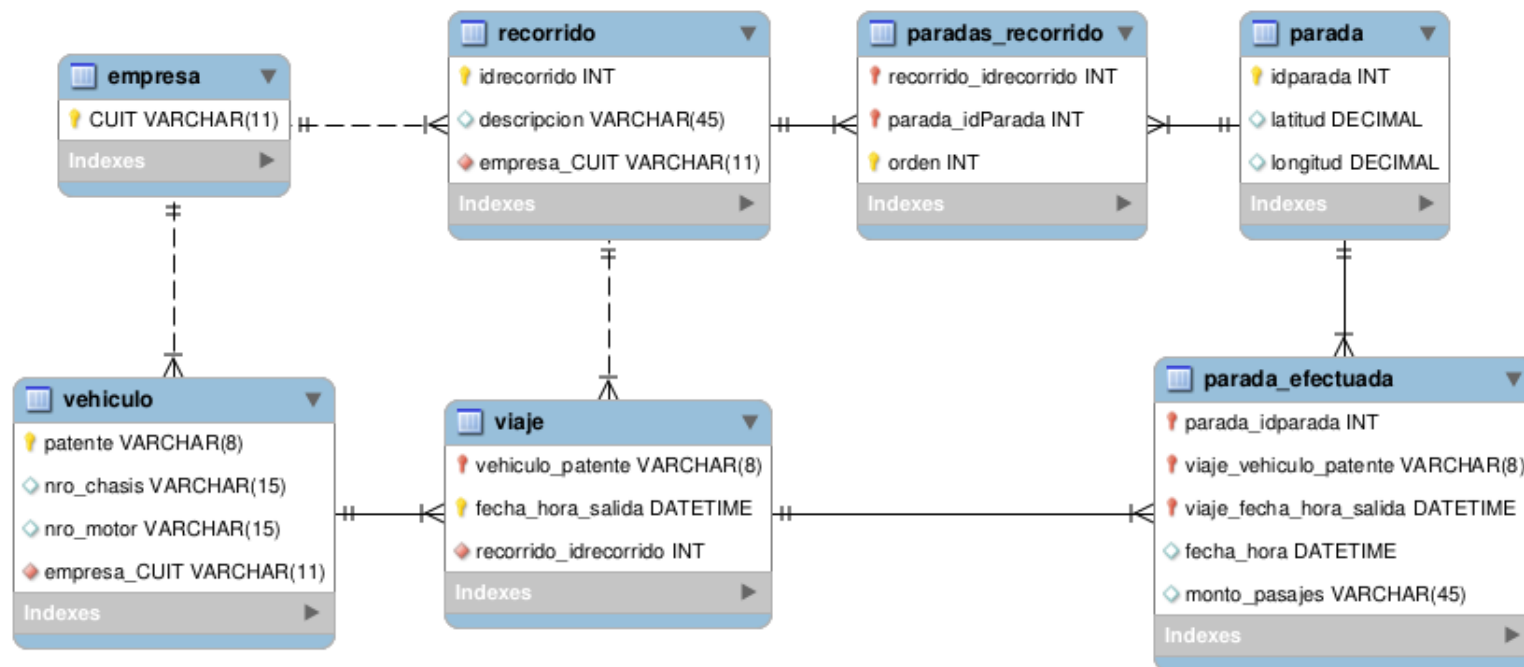 empresa
CUIT VARCHAR(11)
Indexes
recorrido
idrecorrido INT
descripcion VARCHAR(45)
empresa_CUIT VARCHAR(11)
Indexes
paradas_recorrido
recorrido_idrecorrido INT
parada_idParada INT
orden INT
Indexes
parada
idparada INT
latitud DECIMAL
longitud DECIMAL
Indexes
vehiculo
patente VARCHAR(8)
nro_chasis VARCHAR(15)
nro_motor VARCHAR(15)
empresa_CUIT VARCHAR(11)
Indexes
viaje
vehiculo_patente VARCHAR(8)
fecha_hora_salida DATETIME
recorrido_idrecorrido INT
Indexes
parada_efectuada
parada_idparada INT
viaje_vehiculo_patente VARCHAR(8)
viaje_fecha_hora_salida DATETIME
fecha_hora DATETIME
monto_pasajes VARCHAR(45)
Indexes